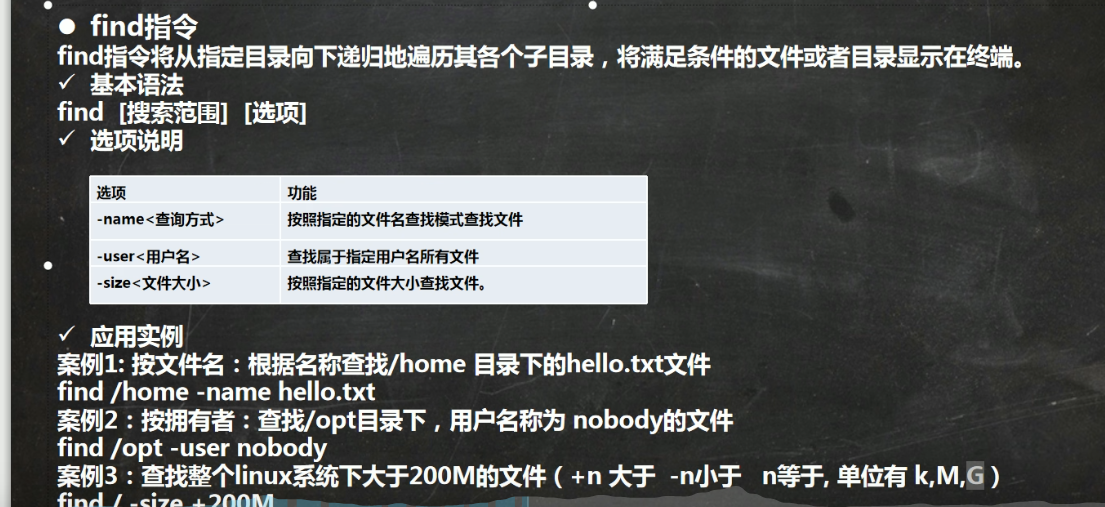 ● find指令
find指令将从指定目录向下递归地遍历其各个子目录，将满足条件的文件或者目录显示在终端。
✓ 基本语法
find [搜索范围] [选项]
✓ 选项说明
选项 功能
-name<查询方式> 按照指定的文件名查找模式查找文件
-user<用户名> 查找属于指定用户名所有文件
-size<文件大小> 按照指定的文件大小查找文件。
✓ 应用实例
案例1: 按文件名：根据名称查找/home 目录下的hello.txt文件
find /home -name hello.txt
案例2：按拥有者：查找/opt目录下，用户名称为 nobody的文件
find /opt -user nobody
案例3：查找整个linux系统下大于200M的文件（+n 大于 -n小于 n等于, 单位有 k,M,G）
find / -size +200M